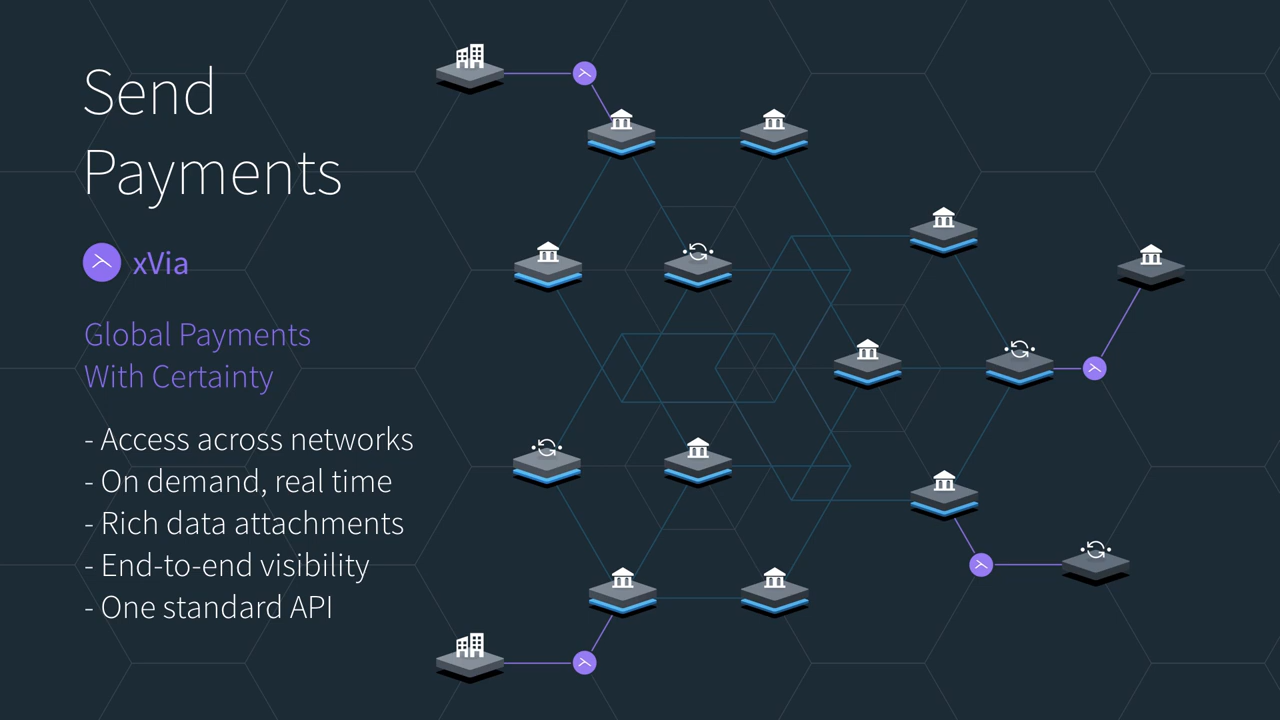 Send
Payments
xVia
Global Payments
With Certainty
- Access across networks
- On demand, real time
- Rich data attachments
- End-to-end visibility
- One standard API